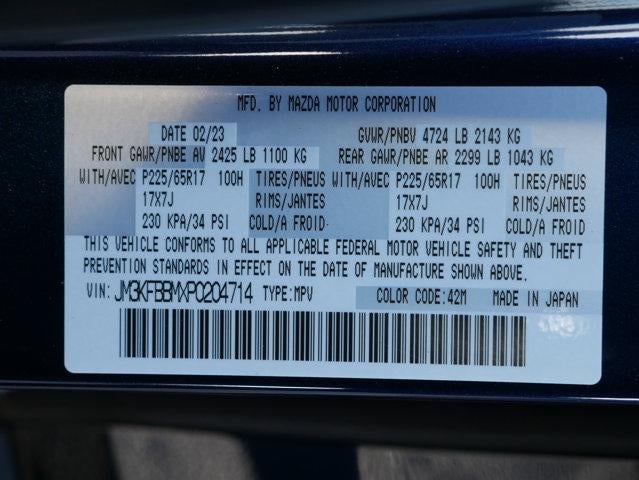 MFD. BY MAZDA MOTOR CORPORATION
DATE 02/23 GVWR/PNBV 4724 LB 2143 KG
FRONT GAWR/PNBE AV 2425 LB 1100 KG REAR GAWR/PNBE AR 2299 LB 1043 KG
WITH/AVEC P225/65R17 100H TIRES/PNEUS WITH/AVEC P225/65R17 100H TIRES/PNEUS
17X7J RIMS/JANTES 17X7J RIMS/JANTES
230 KPA/34 PSI COLD/A FROID 230 KPA/34 PSI COLD/A FROID
THIS VEHICLE CONFORMS TO ALL APPLICABLE FEDERAL MOTOR VEHICLE SAFETY AND THEFT
PREVENTION STANDARDS IN EFFECT ON THE DATE OF MANUFACTURE SHOWN ABOVE.
VIN: JM3KFBBMXP0204714 TYPE:MPV COLOR CODE:42M MADE IN JAPAN